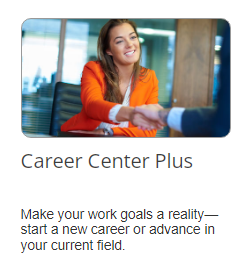 Career Center Plus
Make your work goals a reality—
start a new career or advance in
your current field.